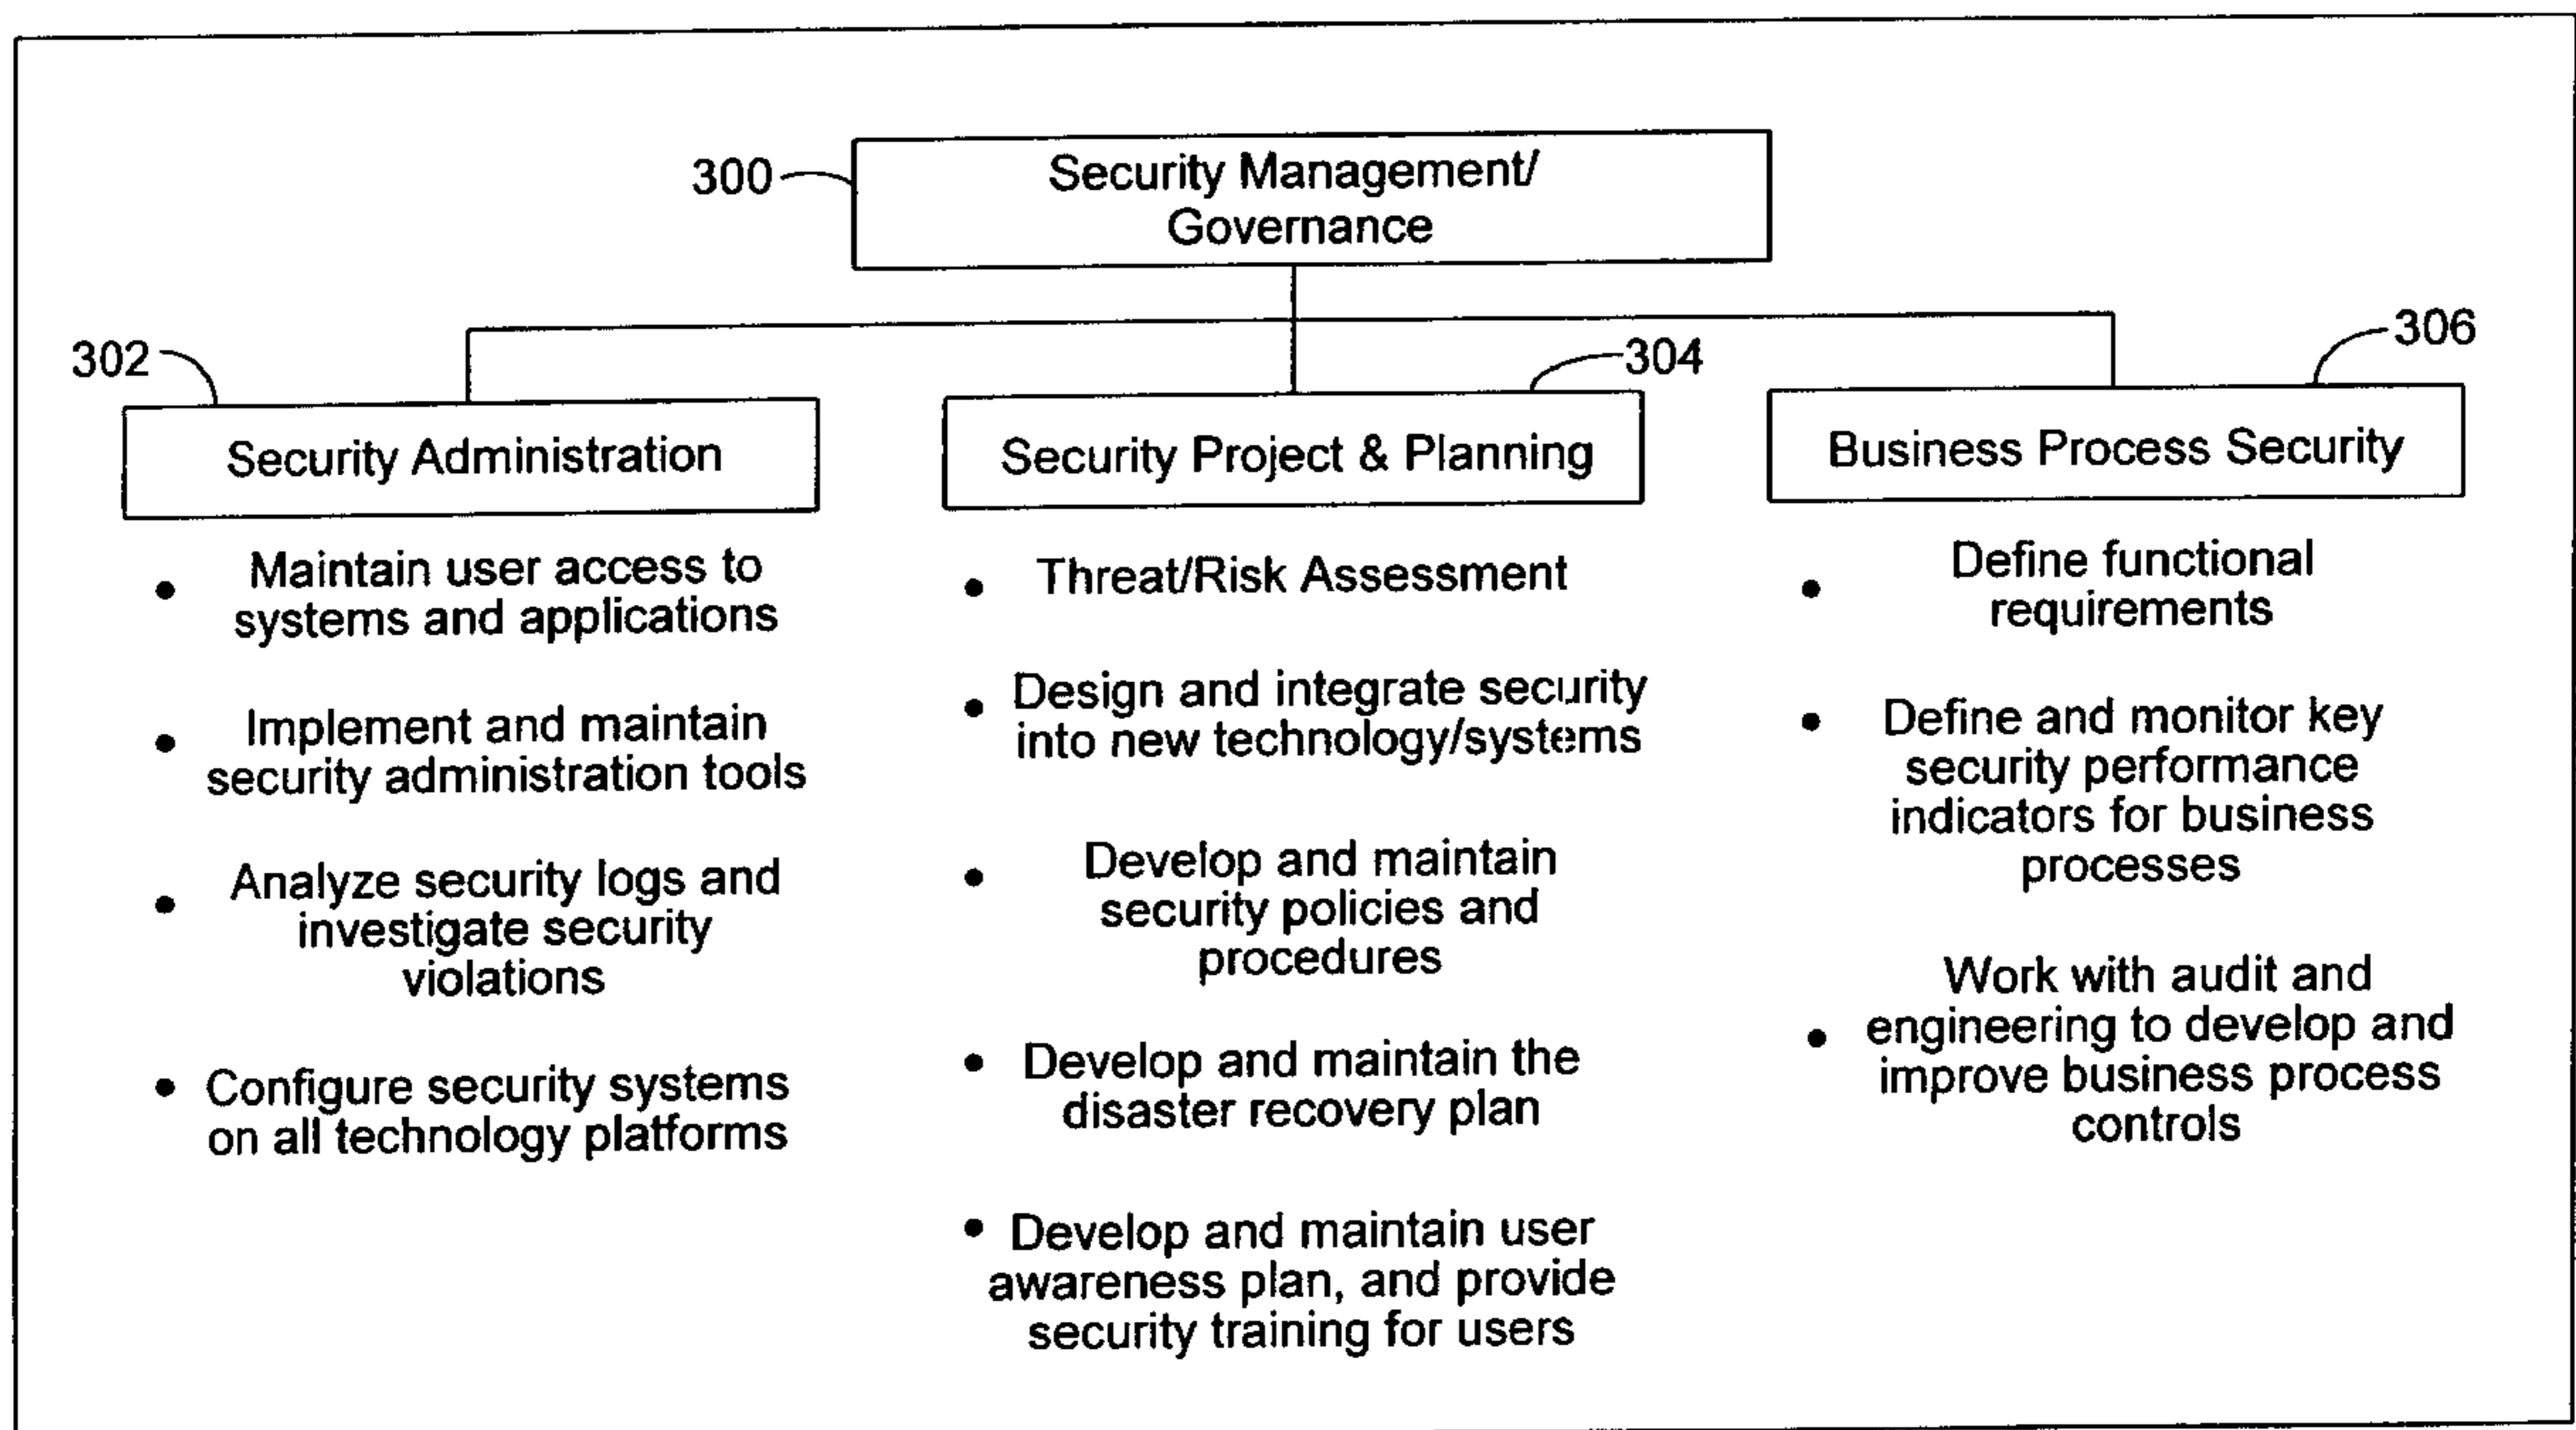 300
Security Management/
Governance
302
304
306
Security Administration
Security Project & Planning
Business Process Security
• Maintain user access to
systems and applications
• Implement and maintain
security administration tools
• Analyze security logs and
investigate security
violations
• Configure security systems
on all technology platforms
• Threat/Risk Assessment
• Design and integrate security
into new technology/systems
• Develop and maintain
security policies and
procedures
• Develop and maintain the
disaster recovery plan
• Develop and maintain user
awareness plan, and provide
security training for users
• Define functional
requirements
• Define and monitor key
security performance
indicators for business
processes
Work with audit and
• engineering to develop and
improve business process
controls